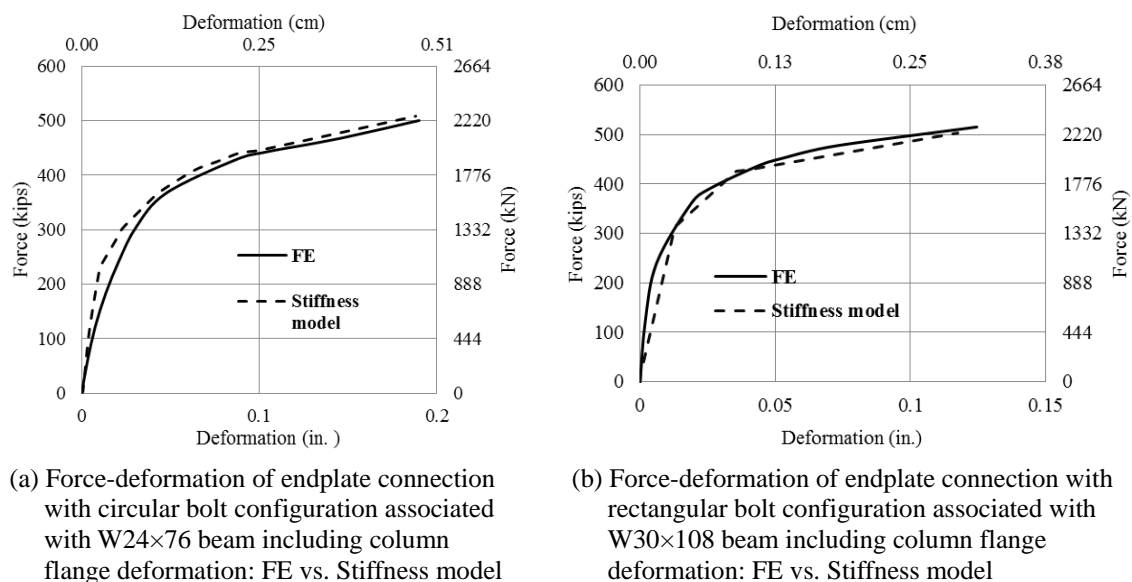 Deformation (cm)
0.00 0.25 0.51
600 2664
500 2220
400 1776
300 1332
200 888
100 444
0 0
Force (kips)
Force (kN)
FE
Stiffness
model
0 0.1 0.2
Deformation (in. )
(a) Force-deformation of endplate connection
with circular bolt configuration associated
with W24×76 beam including column
flange deformation: FE vs. Stiffness model
Deformation (cm)
0.00 0.13 0.25 0.38
600 2664
500 2220
400 1776
300 1332
200 888
100 444
0 0
Force (kips)
Force (kN)
FE
Stiffness model
0 0.05 0.1 0.15
Deformation (in.)
(b) Force-deformation of endplate connection with
rectangular bolt configuration associated with
W30×108 beam including column flange
deformation: FE vs. Stiffness model